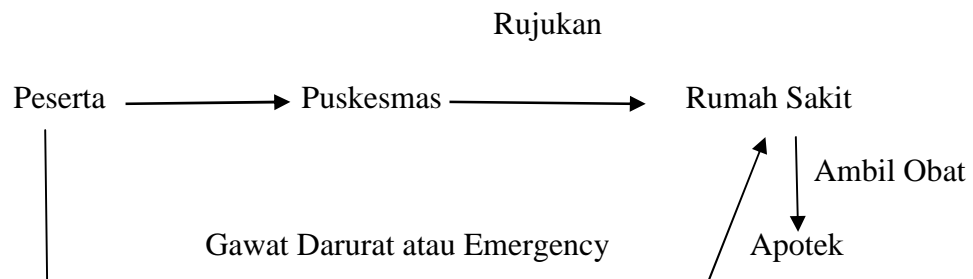 Rujukan
Peserta Puskesmas Rumah Sakit
Ambil Obat
Gawat Darurat atau Emergency Apotek